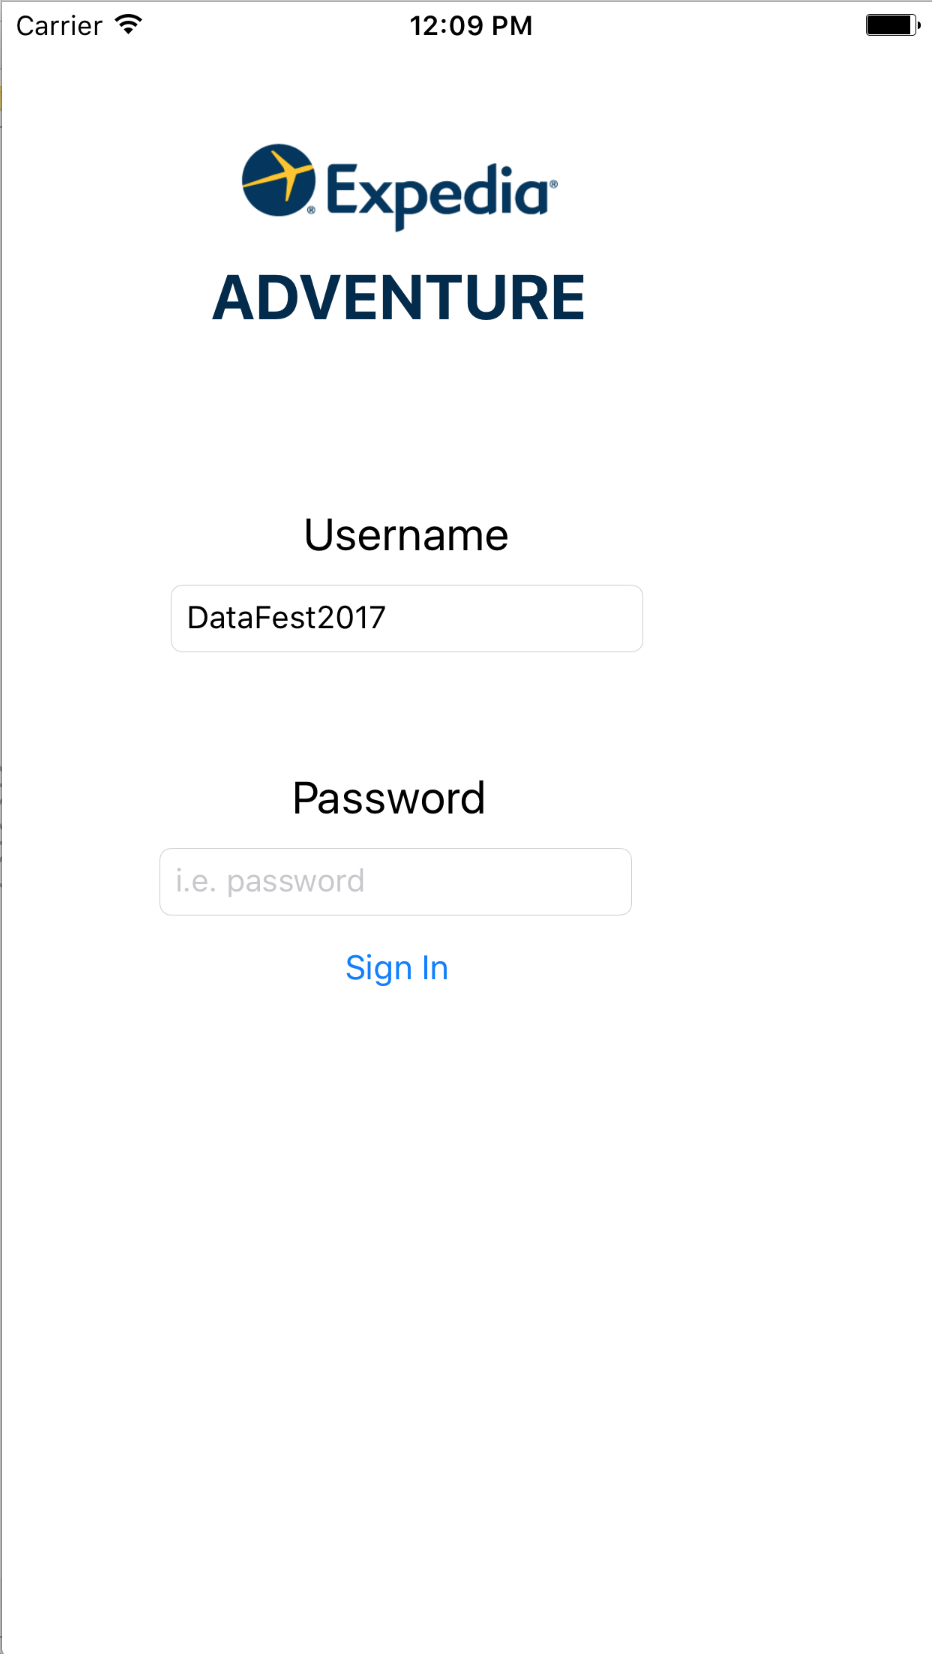 Carrier 12:09 PM
Expedia®
ADVENTURE
Username
DataFest2017
Password
i.e. password
Sign In